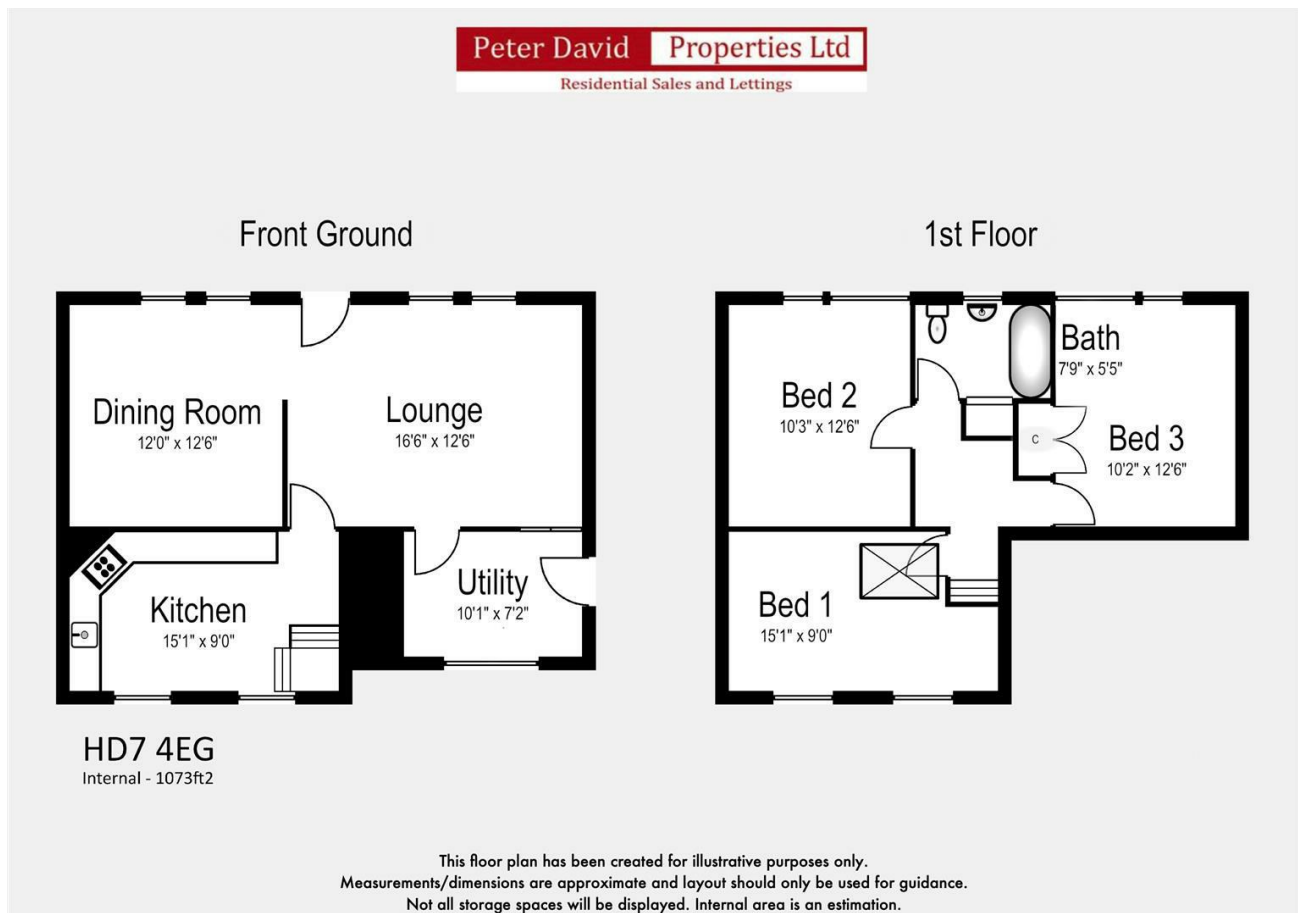 Peter David Properties Ltd
Residential Sales and Lettings
Front Ground
Dining Room
12'0" x 12'6"
Lounge
16'6" x 12'6"
Kitchen
15'1" x 9'0"
Utility
10'1" x 7'2"
1st Floor
Bed 2
10'3" x 12'6"
Bath
7'9" x 5'5"
C
Bed 3
10'2" x 12'6"
Bed 1
15'1" x 9'0"
HD7 4EG
Internal - 1073ft2
This floor plan has been created for illustrative purposes only.
Measurements/dimensions are approximate and layout should only be used for guidance.
Not all storage spaces will be displayed. Internal area is an estimation.